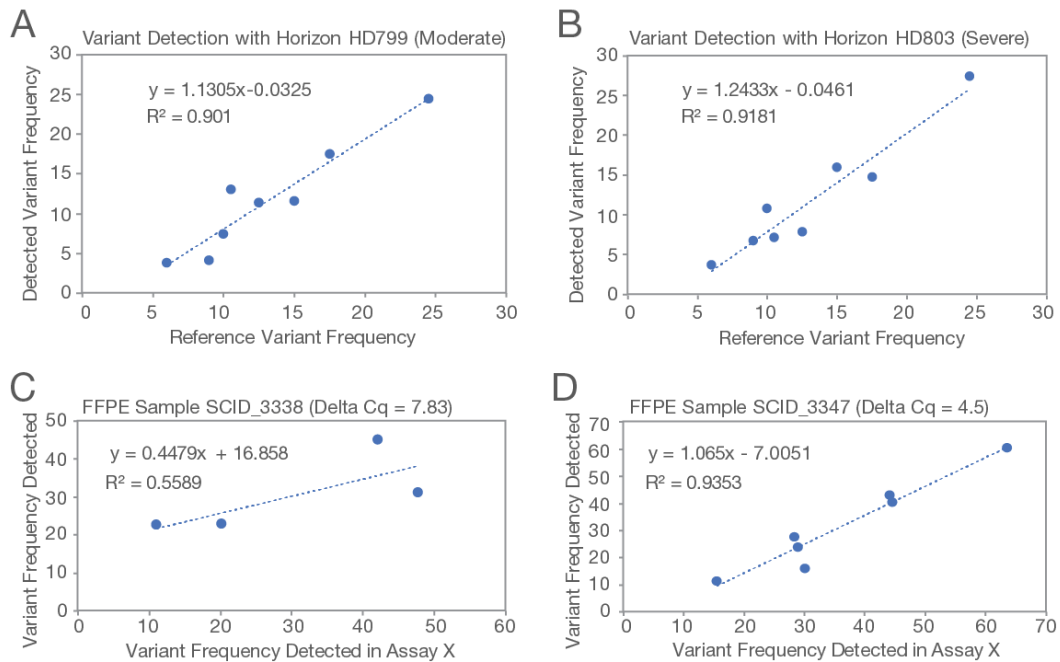 A
Variant Detection with Horizon HD799 (Moderate)
30
25
20
15
10
5
0
y = 1.1305x-0.0325
R² = 0.901
Detected Variant Frequency
0 5 10 15 20 25 30
Reference Variant Frequency
B
Variant Detection with Horizon HD803 (Severe)
30
25
20
15
10
5
0
y = 1.2433x - 0.0461
R² = 0.9181
Detected Variant Frequency
0 5 10 15 20 25 30
Reference Variant Frequency
C
FFPE Sample SCID_3338 (Delta Cq = 7.83)
50
40
30
20
10
0
y = 0.4479x + 16.858
R² = 0.5589
Variant Frequency Detected
0 10 20 30 40 50 60
Variant Frequency Detected in Assay X
D
FFPE Sample SCID_3347 (Delta Cq = 4.5)
70
60
50
40
30
20
10
0
y = 1.065x - 7.0051
R² = 0.9353
Variant Frequency Detected
0 10 20 30 40 50 60 70
Variant Frequency Detected in Assay X